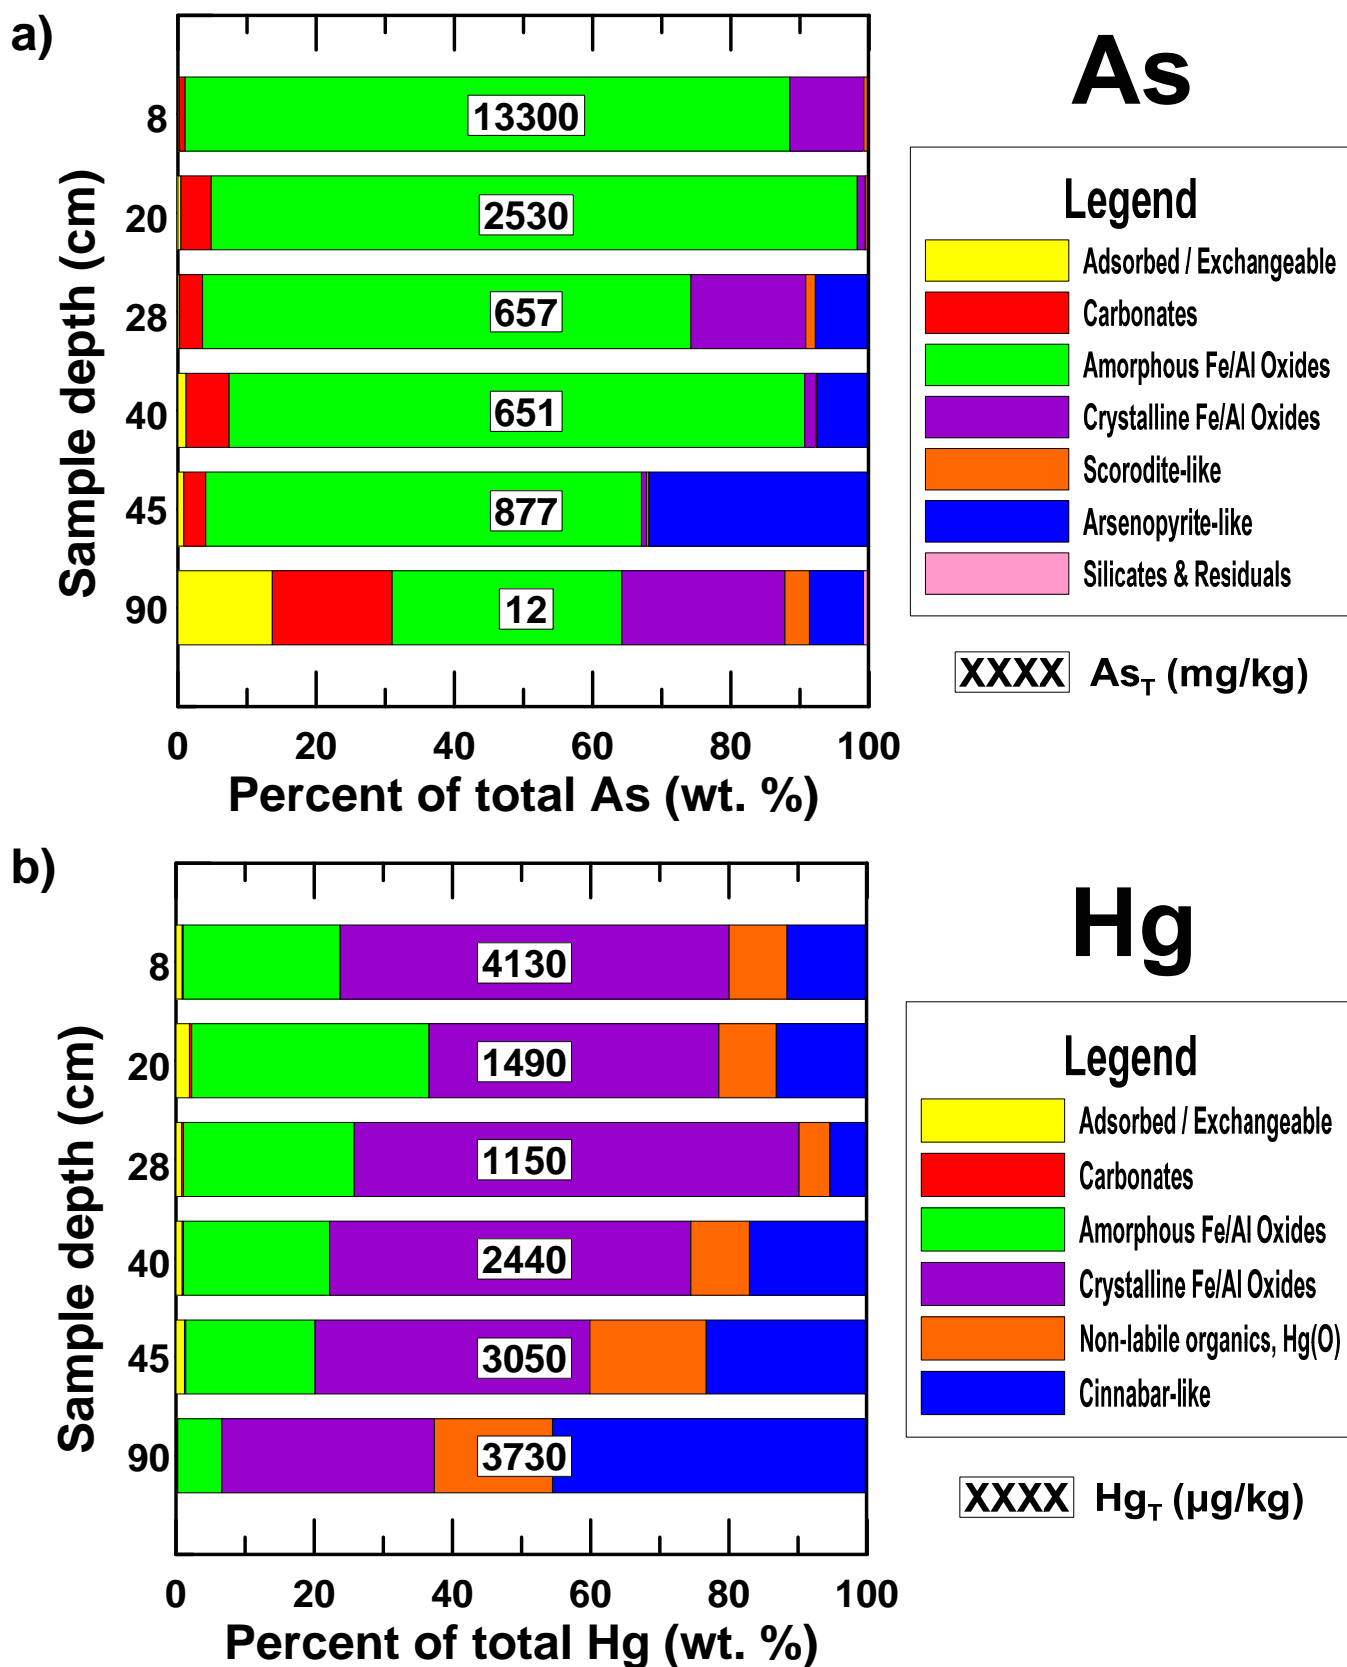 a)
As
Sample depth (cm)
8
13300
20
2530
28
657
40
651
45
877
90
12
0 20 40 60 80 100
Percent of total As (wt. %)
Legend
Adsorbed / Exchangeable
Carbonates
Amorphous Fe/Al Oxides
Crystalline Fe/Al Oxides
Scorodite-like
Arsenopyrite-like
Silicates & Residuals
XXXX AsT (mg/kg)
b)
Hg
Sample depth (cm)
8
4130
20
1490
28
1150
40
2440
45
3050
90
3730
0 20 40 60 80 100
Percent of total Hg (wt. %)
Legend
Adsorbed / Exchangeable
Carbonates
Amorphous Fe/Al Oxides
Crystalline Fe/Al Oxides
Non-labile organics, Hg(O)
Cinnabar-like
XXXX HgT (µg/kg)